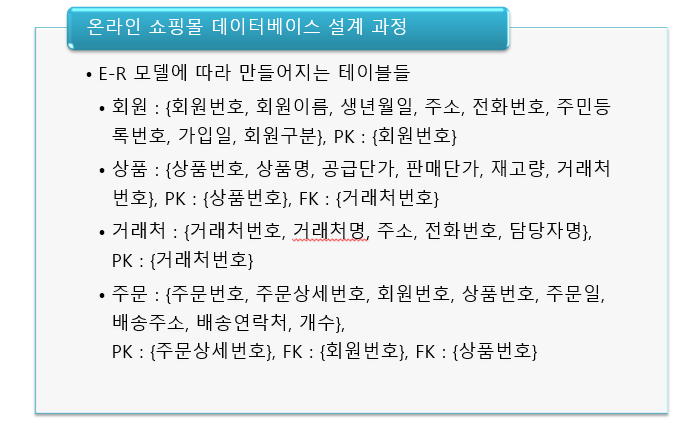 온라인 쇼핑몰 데이터베이스 설계 과정
• E-R 모델에 따라 만들어지는 테이블들
• 회원 : {회원번호, 회원이름, 생년월일, 주소, 전화번호, 주민등
록번호, 가입일, 회원구분}, PK : {회원번호}
• 상품 : {상품번호, 상품명, 공급단가, 판매단가, 재고량, 거래처
번호}, PK : {상품번호}, FK : {거래처번호}
• 거래처 : {거래처번호, 거래처명, 주소, 전화번호, 담당자명},
PK : {거래처번호}
• 주문 : {주문번호, 주문상세번호, 회원번호, 상품번호, 주문일,
배송주소, 배송연락처, 개수},
PK : {주문상세번호}, FK : {회원번호}, FK : {상품번호}